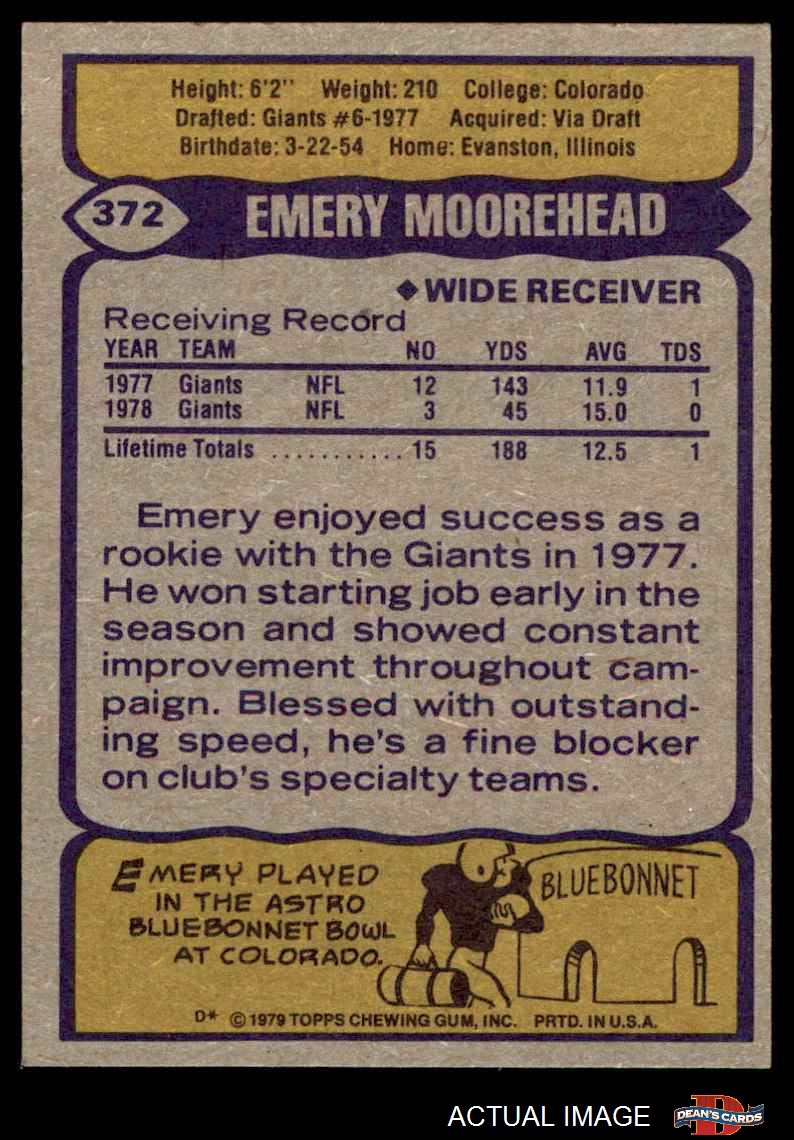 Height: 6'2" Weight: 210 College: Colorado
Drafted: Giants #6-1977 Acquired: Via Draft
Birthdate: 3-22-54 Home: Evanston, Illinois
372 EMERY MOOREHEAD
◆ WIDE RECEIVER
Receiving Record
YEAR TEAM NO YDS AVG TDS
1977 Giants NFL 12 143 11.9 1
1978 Giants NFL 3 45 15.0 0
Lifetime Totals ........... 15 188 12.5 1
Emery enjoyed success as a
rookie with the Giants in 1977.
He won starting job early in the
season and showed constant
improvement throughout cam-
paign. Blessed with outstand-
ing speed, he's a fine blocker
on club's specialty teams.
EMERY PLAYED
IN THE ASTRO
BLUEBONNET BOWL
AT COLORADO.
BLUEBONNET
D* © 1979 TOPPS CHEWING GUM, INC. PRTD. IN U.S.A.
ACTUAL IMAGE
D
DEAN'S CARDS